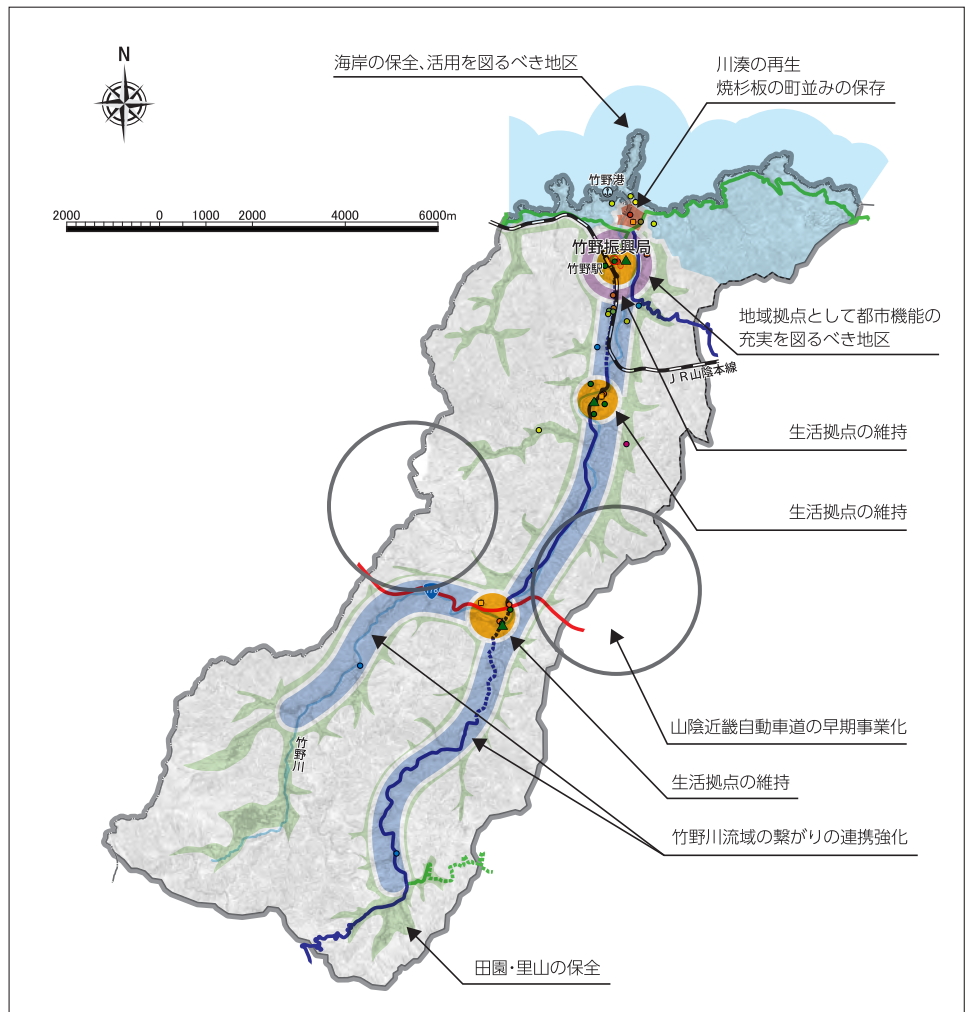 N
海岸の保全、活用を図るべき地区
川湊の再生
焼杉板の町並みの保存
竹野港
2000 0 1000 2000 4000 6000m
竹野振興局
竹野駅
地域拠点として都市機能の
充実を図るべき地区
JR山陰本線
生活拠点の維持
生活拠点の維持
178
竹野川
山陰近畿自動車道の早期事業化
生活拠点の維持
竹野川流域の繋がりの連携強化
田園・里山の保全